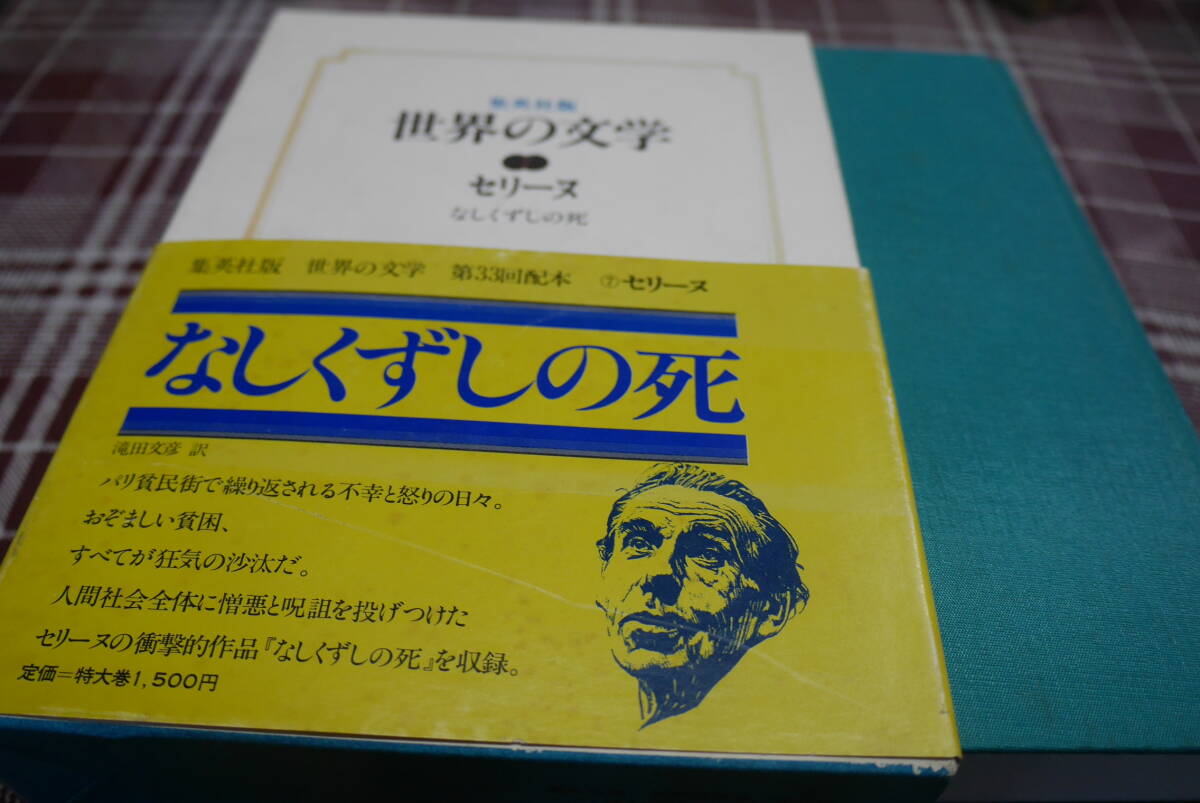 集英社版
世界の文学
セリーヌ
なしくずしの死
集英社版 世界の文学 第33回配本 ⑦セリーヌ
なしくずしの死
滝田文彦 訳
パリ貧民街で繰り返される不幸と怒りの日々。
おぞましい貧困、
すべてが狂気の沙汰だ。
人間社会全体に憎悪と呪詛を投げつけた
セリーヌの衝撃的作品『なしくずしの死』を収録。
定価=特大巻1,500円